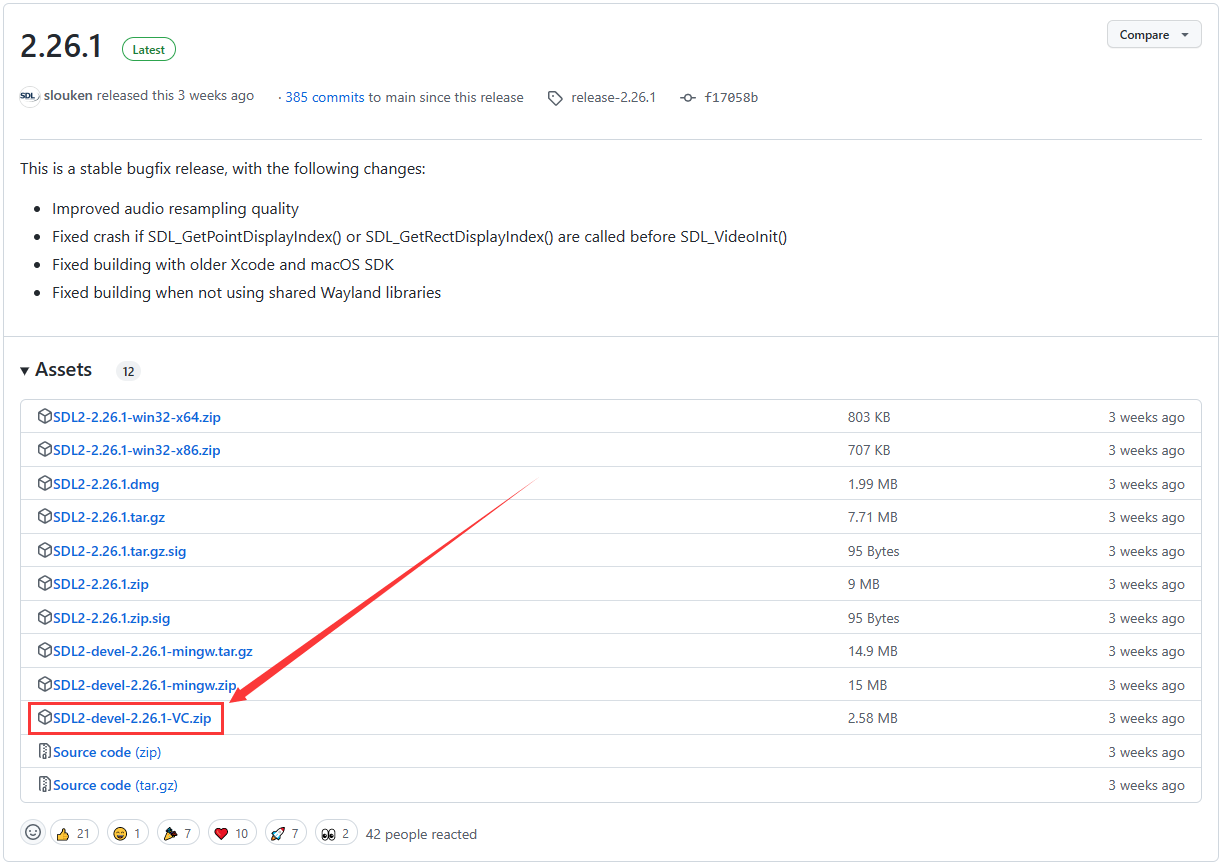 2.26.1 Latest Compare
SDL slouken released this 3 weeks ago · 385 commits to main since this release release-2.26.1 f17058b
This is a stable bugfix release, with the following changes:
• Improved audio resampling quality
• Fixed crash if SDL_GetPointDisplayIndex() or SDL_GetRectDisplayIndex() are called before SDL_VideoInit()
• Fixed building with older Xcode and macOS SDK
• Fixed building when not using shared Wayland libraries
Assets 12
SDL2-2.26.1-win32-x64.zip 803 KB 3 weeks ago
SDL2-2.26.1-win32-x86.zip 707 KB 3 weeks ago
SDL2-2.26.1.dmg 1.99 MB 3 weeks ago
SDL2-2.26.1.tar.gz 7.71 MB 3 weeks ago
SDL2-2.26.1.tar.gz.sig 95 Bytes 3 weeks ago
SDL2-2.26.1.zip 9 MB 3 weeks ago
SDL2-2.26.1.zip.sig 95 Bytes 3 weeks ago
SDL2-devel-2.26.1-mingw.tar.gz 14.9 MB 3 weeks ago
SDL2-devel-2.26.1-mingw.zip 15 MB 3 weeks ago
SDL2-devel-2.26.1-VC.zip 2.58 MB 3 weeks ago
Source code (zip) 3 weeks ago
Source code (tar.gz) 3 weeks ago
21 1 7 10 7 2 42 people reacted